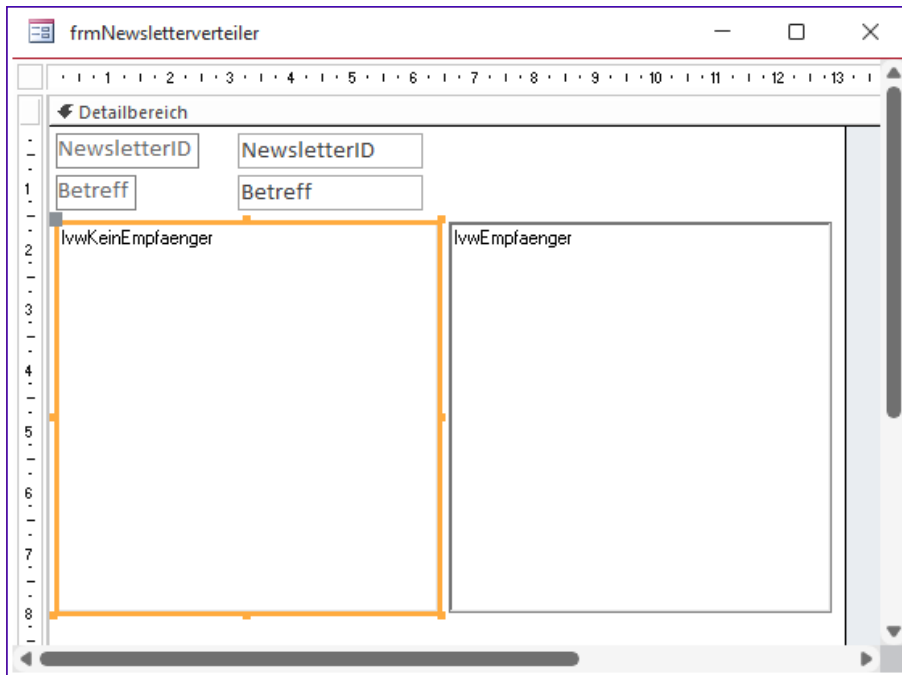 frmNewsletterverteiler
1 2 3 4 5 6 7 8 9 10 11 12 13
Detailbereich
NewsletterID NewsletterID
Betreff Betreff
lvwKeinEmpfaenger lvwEmpfaenger
1
2
3
4
5
6
7
8